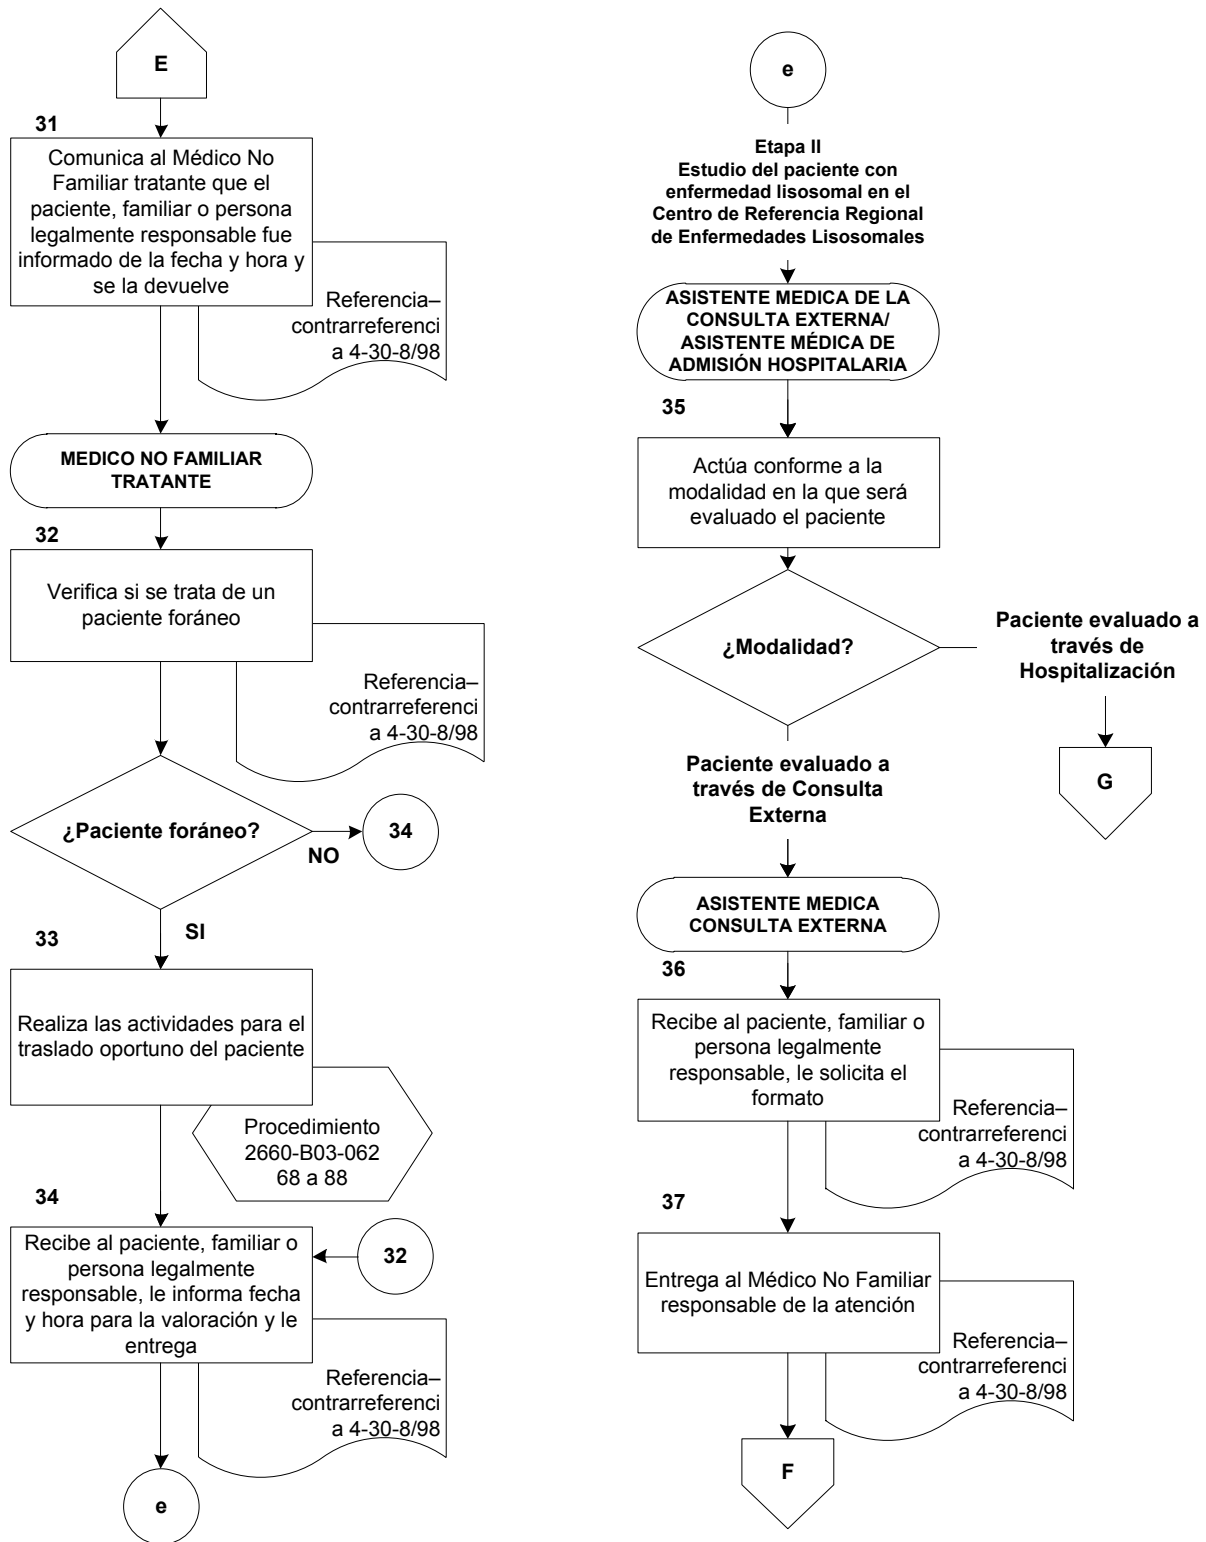 E
31
Comunica al Médico No
Familiar tratante que el
paciente, familiar o persona
legalmente responsable fue
informado de la fecha y hora y
se la devuelve
Referencia–
contrarreferenci
a 4-30-8/98
MEDICO NO FAMILIAR
TRATANTE
32
Verifica si se trata de un
paciente foráneo
Referencia–
contrarreferenci
a 4-30-8/98
¿Paciente foráneo?
NO
34
SI
33
Realiza las actividades para el
traslado oportuno del paciente
Procedimiento
2660-B03-062
68 a 88
34
Recibe al paciente, familiar o
persona legalmente
responsable, le informa fecha
y hora para la valoración y le
entrega
32
Referencia–
contrarreferenci
a 4-30-8/98
e
e
Etapa II
Estudio del paciente con
enfermedad lisosomal en el
Centro de Referencia Regional
de Enfermedades Lisosomales
ASISTENTE MEDICA DE LA
CONSULTA EXTERNA/
ASISTENTE MÉDICA DE
ADMISIÓN HOSPITALARIA
35
Actúa conforme a la
modalidad en la que será
evaluado el paciente
¿Modalidad?
Paciente evaluado a
través de
Hospitalización
G
Paciente evaluado a
través de Consulta
Externa
ASISTENTE MEDICA
CONSULTA EXTERNA
36
Recibe al paciente, familiar o
persona legalmente
responsable, le solicita el
formato
Referencia–
contrarreferenci
a 4-30-8/98
37
Entrega al Médico No Familiar
responsable de la atención
Referencia–
contrarreferenci
a 4-30-8/98
F